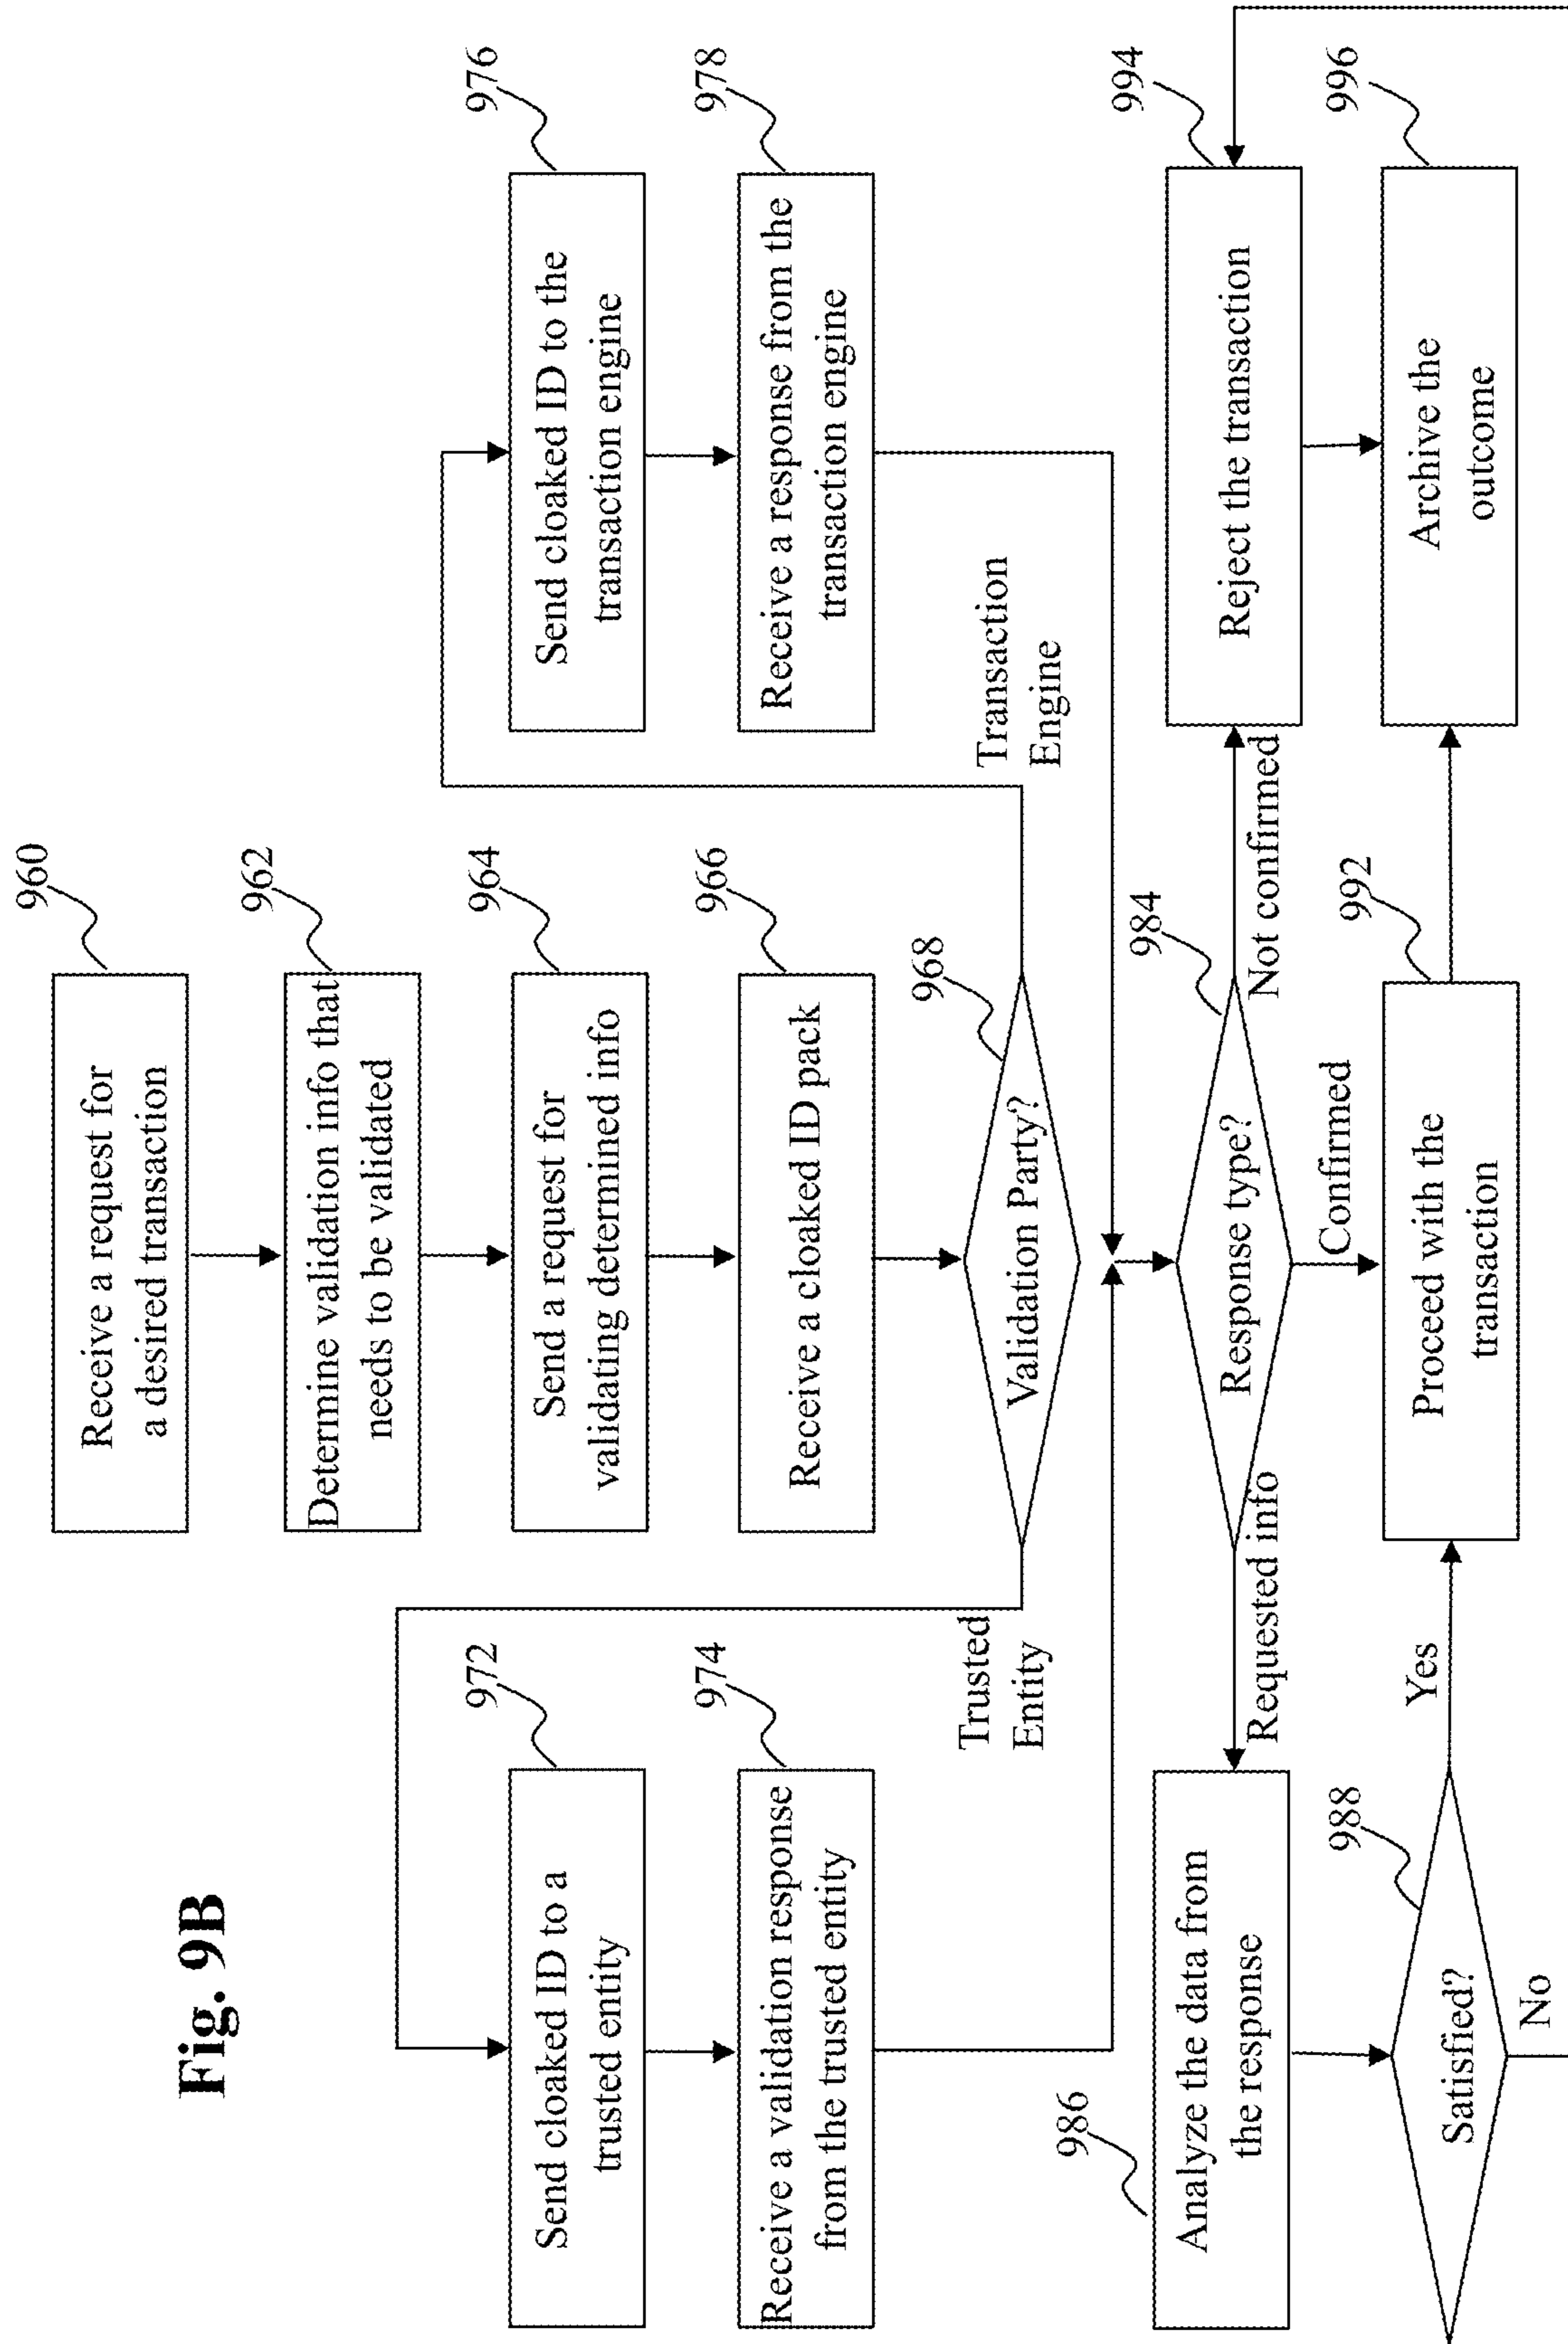 Fig. 9B
960
Receive a request for
a desired transaction
962
Determine validation info that
needs to be validated
964
Send a request for
validating determined info
966
Receive a cloaked ID pack
968
Validation Party?
Trusted
Entity
Transaction
Engine
972
Send cloaked ID to a
trusted entity
974
Receive a validation response
from the trusted entity
976
Send cloaked ID to the
transaction engine
978
Receive a response from the
transaction engine
984
Response type?
Requested info
Confirmed
Not confirmed
986
Analyze the data from
the response
988
Satisfied?
Yes
No
992
Proceed with the
transaction
994
Reject the transaction
996
Archive the
outcome